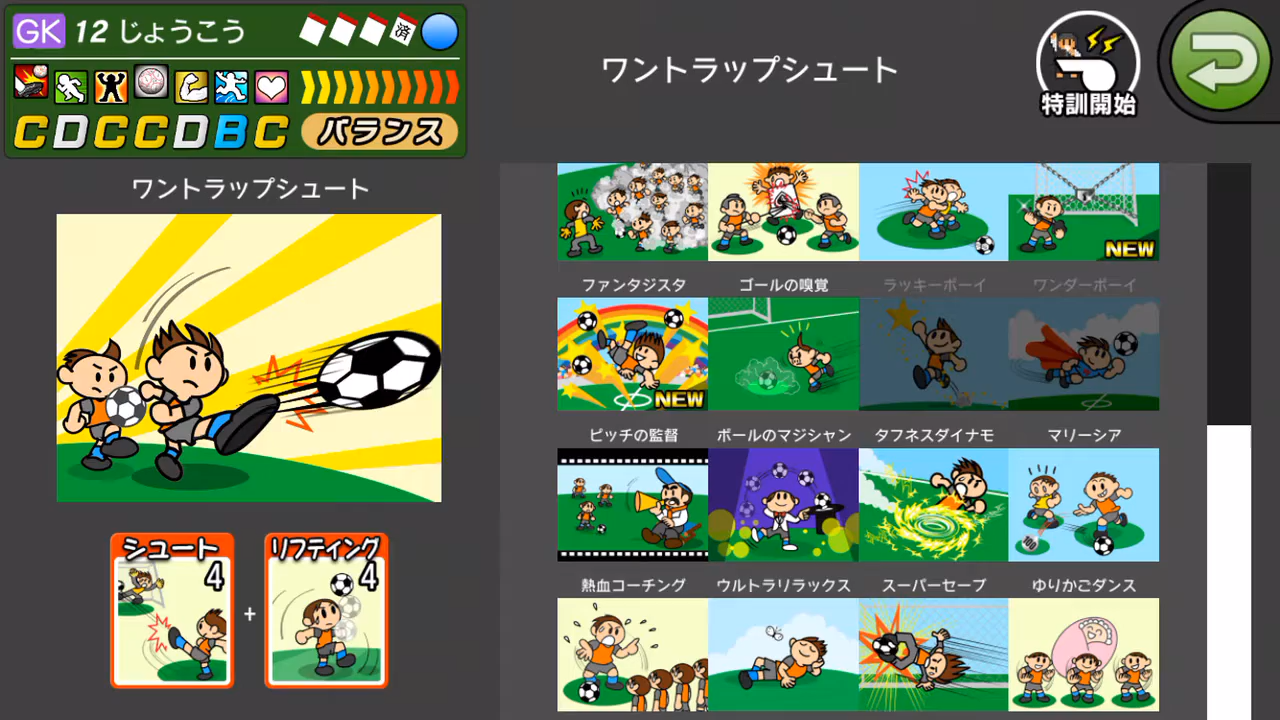 GK 12 じょうこう 済
C D C C D B C バランス
ワントラップシュート
特訓開始
ワントラップシュート
シュート 4
+
リフティング 4
NEW
ファンタジスタ ゴールの嗅覚 ラッキーボーイ ワンダーボーイ
NEW
ピッチの監督 ボールのマジシャン タフネスダイナモ マリーシア
熱血コーチング ウルトラリラックス スーパーセーブ ゆりかごダンス